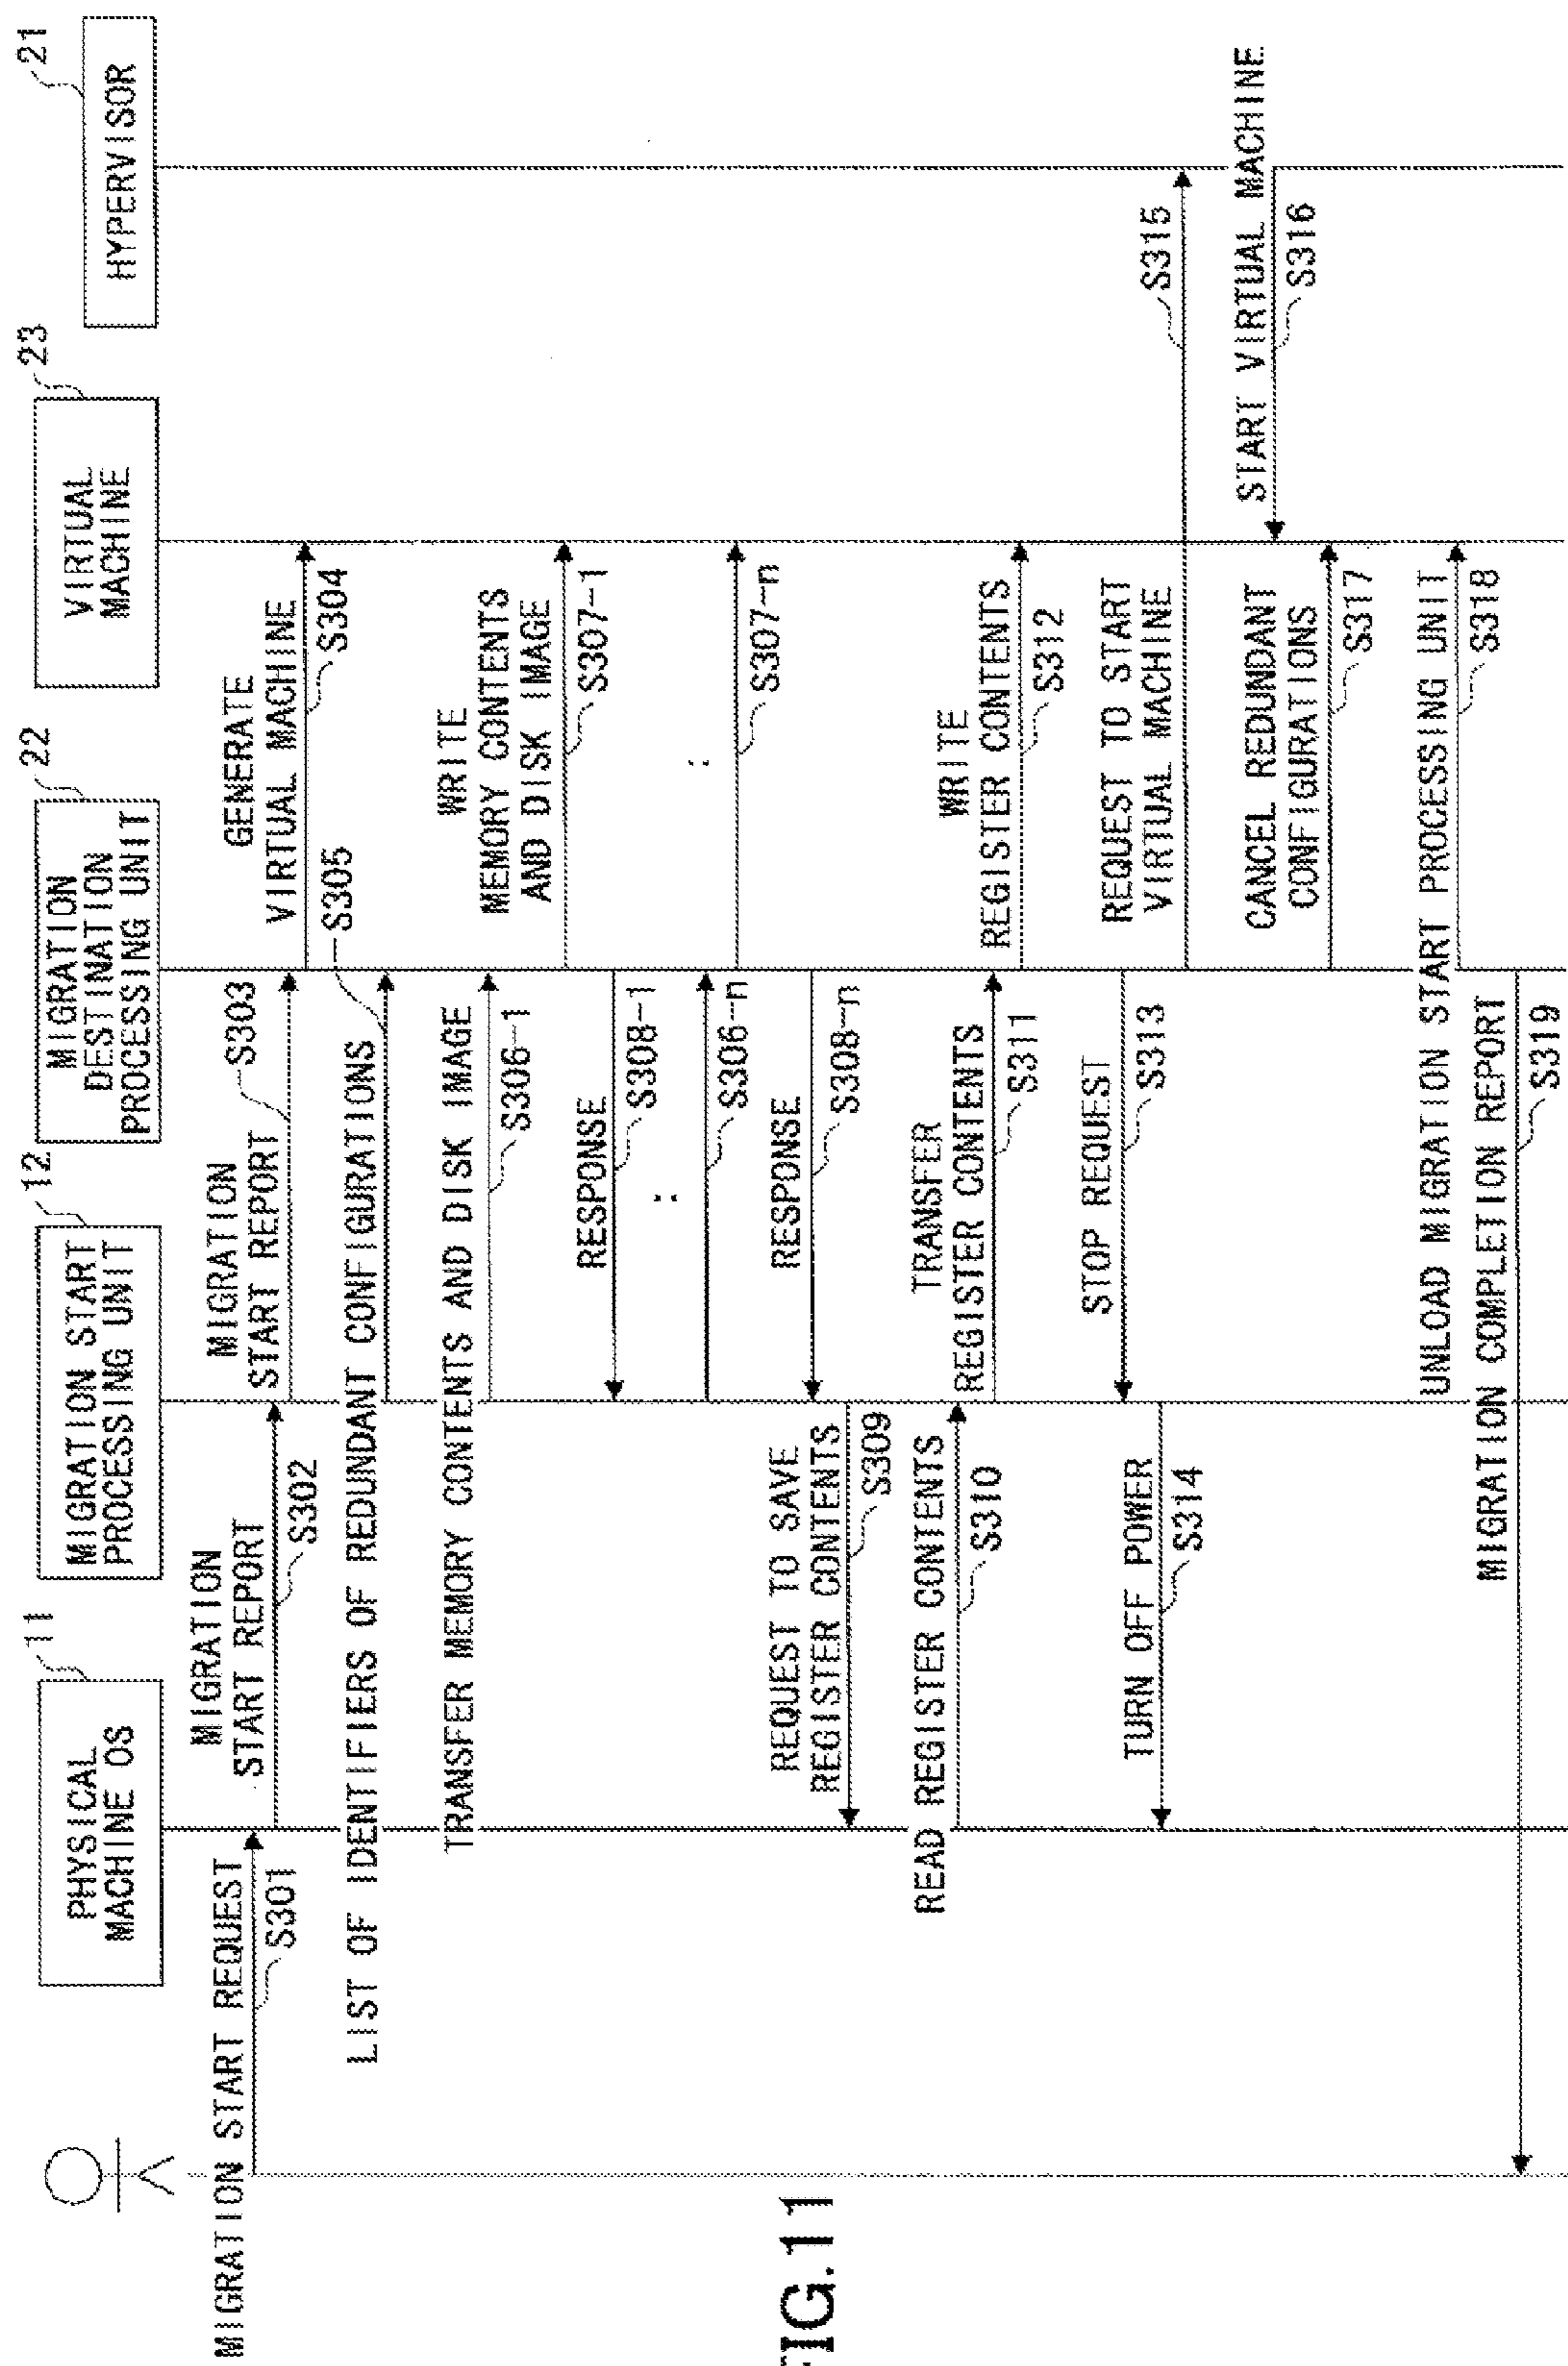 21
HYPERVISOR
23
VIRTUAL
MACHINE
22
MIGRATION
DESTINATION
PROCESSING UNIT
12
MIGRATION START
PROCESSING UNIT
11
PHYSICAL
MACHINE OS
MIGRATION START REQUEST
S301
MIGRATION
START REPORT
S302
MIGRATION
START REPORT
S303
GENERATE
VIRTUAL MACHINE
S304
LIST OF IDENTIFIERS OF REDUNDANT CONFIGURATIONS
S305
TRANSFER MEMORY CONTENTS AND DISK IMAGE
S306-1
WRITE
MEMORY CONTENTS
AND DISK IMAGE
S307-1
RESPONSE
S308-1
:
:
S306-n
S307-n
RESPONSE
S308-n
REQUEST TO SAVE
REGISTER CONTENTS
S309
READ REGISTER CONTENTS
S310
TRANSFER
REGISTER CONTENTS
S311
WRITE
REGISTER CONTENTS
S312
STOP REQUEST
S313
TURN OFF POWER
S314
REQUEST TO START
VIRTUAL MACHINE
S315
START VIRTUAL MACHINE
S316
CANCEL REDUNDANT
CONFIGURATIONS
S317
UNLOAD MIGRATION START PROCESSING UNIT
S318
MIGRATION COMPLETION REPORT
S319
FIG.11